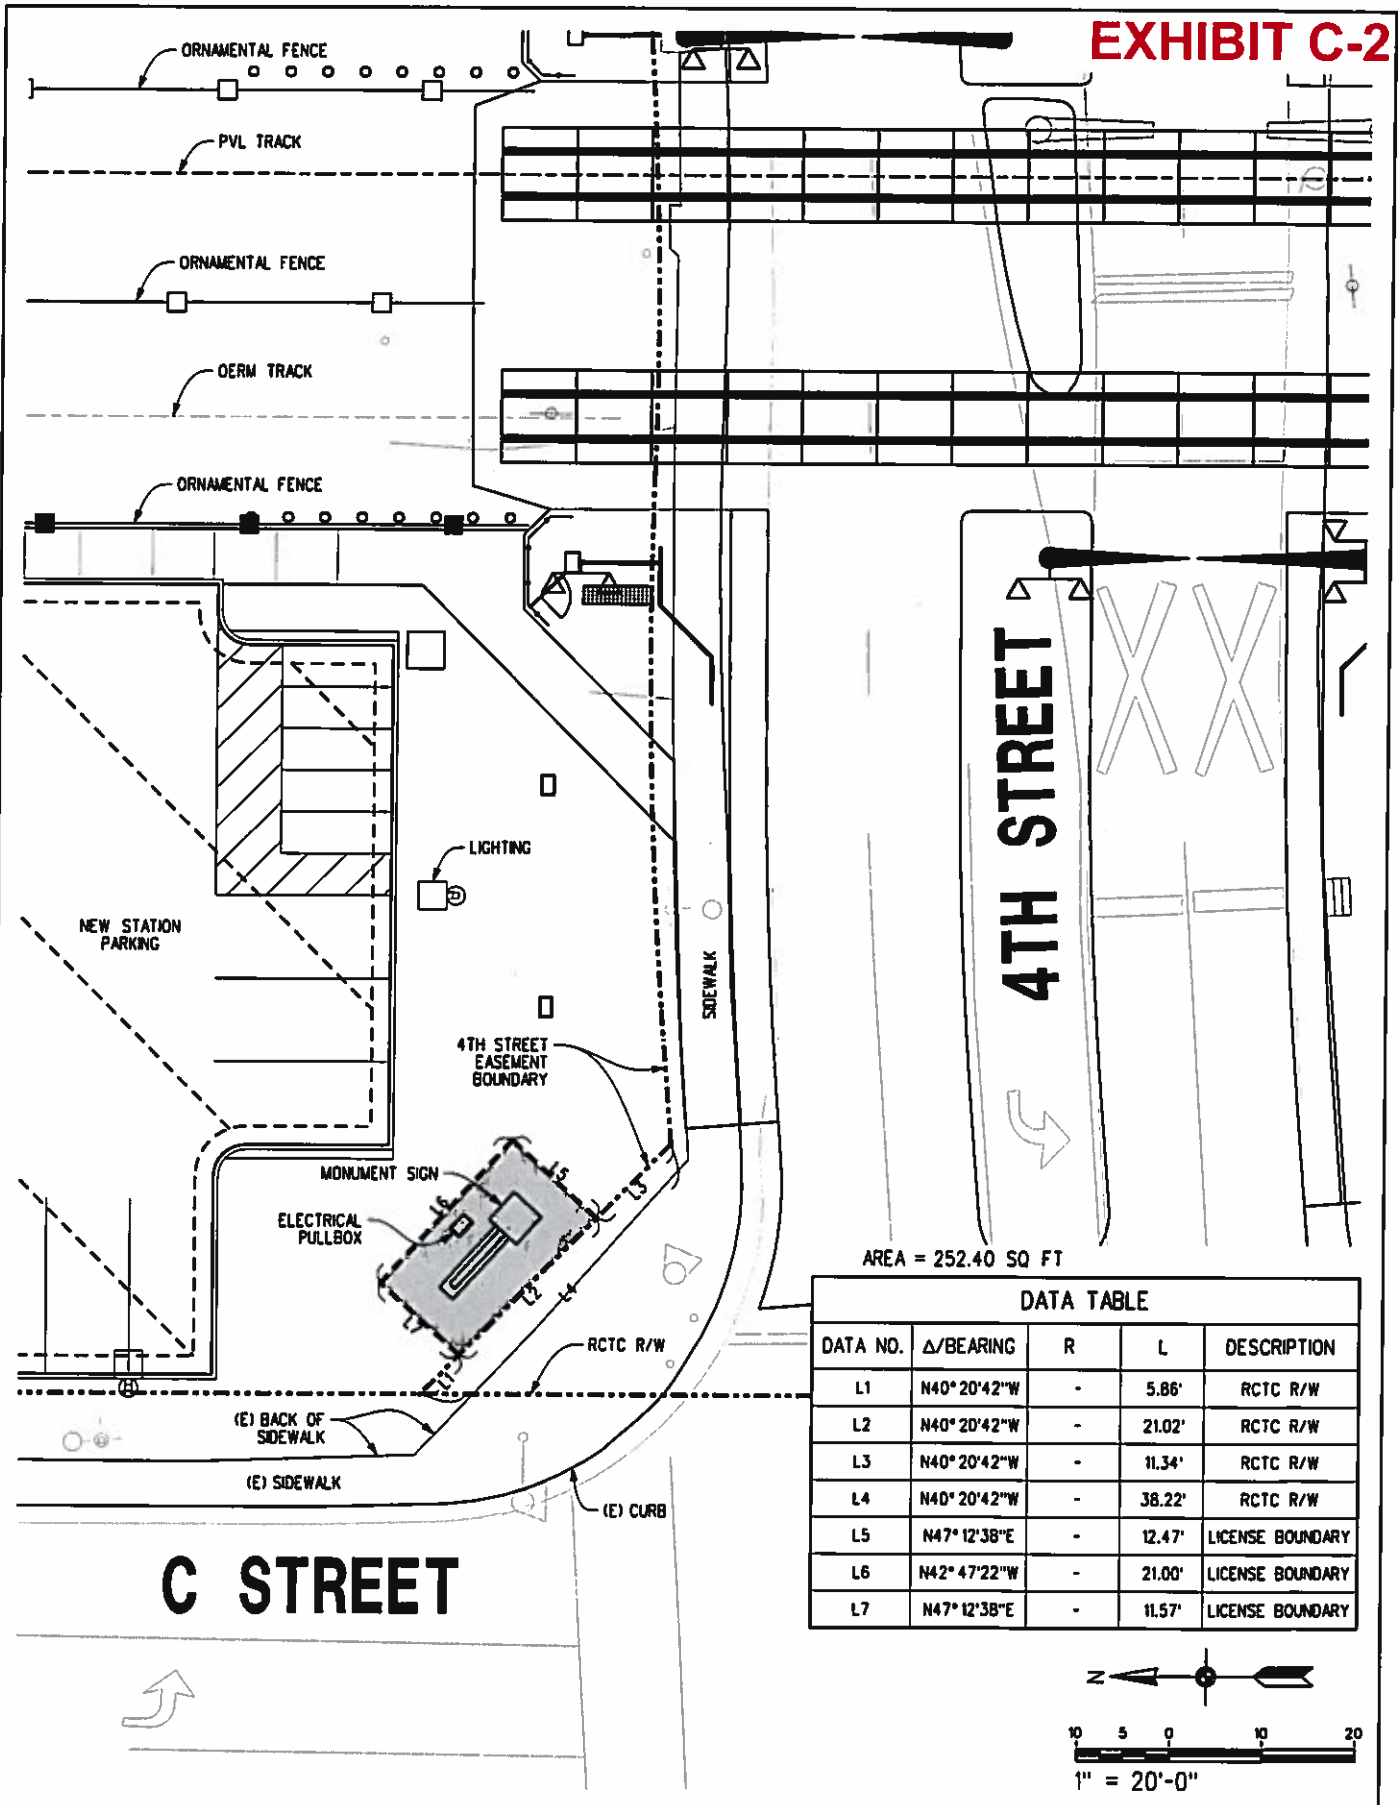 EXHIBIT C-2
ORNAMENTAL FENCE
PVL TRACK
ORNAMENTAL FENCE
OERM TRACK
ORNAMENTAL FENCE
4TH STREET
LIGHTING
NEW STATION
PARKING
SIDEWALK
4TH STREET
EASEMENT
BOUNDARY
MONUMENT SIGN
L5
L3
L6
ELECTRICAL
PULLBOX
L2
L4
L7
L1
RCTC R/W
(E) BACK OF
SIDEWALK
(E) SIDEWALK
(E) CURB
C STREET
AREA = 252.40 SQ FT
DATA TABLE
DATA NO. Δ/BEARING R L DESCRIPTION
L1 N40°20'42"W - 5.86' RCTC R/W
L2 N40°20'42"W - 21.02' RCTC R/W
L3 N40°20'42"W - 11.34' RCTC R/W
L4 N40°20'42"W - 38.22' RCTC R/W
L5 N47°12'38"E - 12.47' LICENSE BOUNDARY
L6 N42°47'22"W - 21.00' LICENSE BOUNDARY
L7 N47°12'38"E - 11.57' LICENSE BOUNDARY
N
10 5 0 10 20
1" = 20'-0"